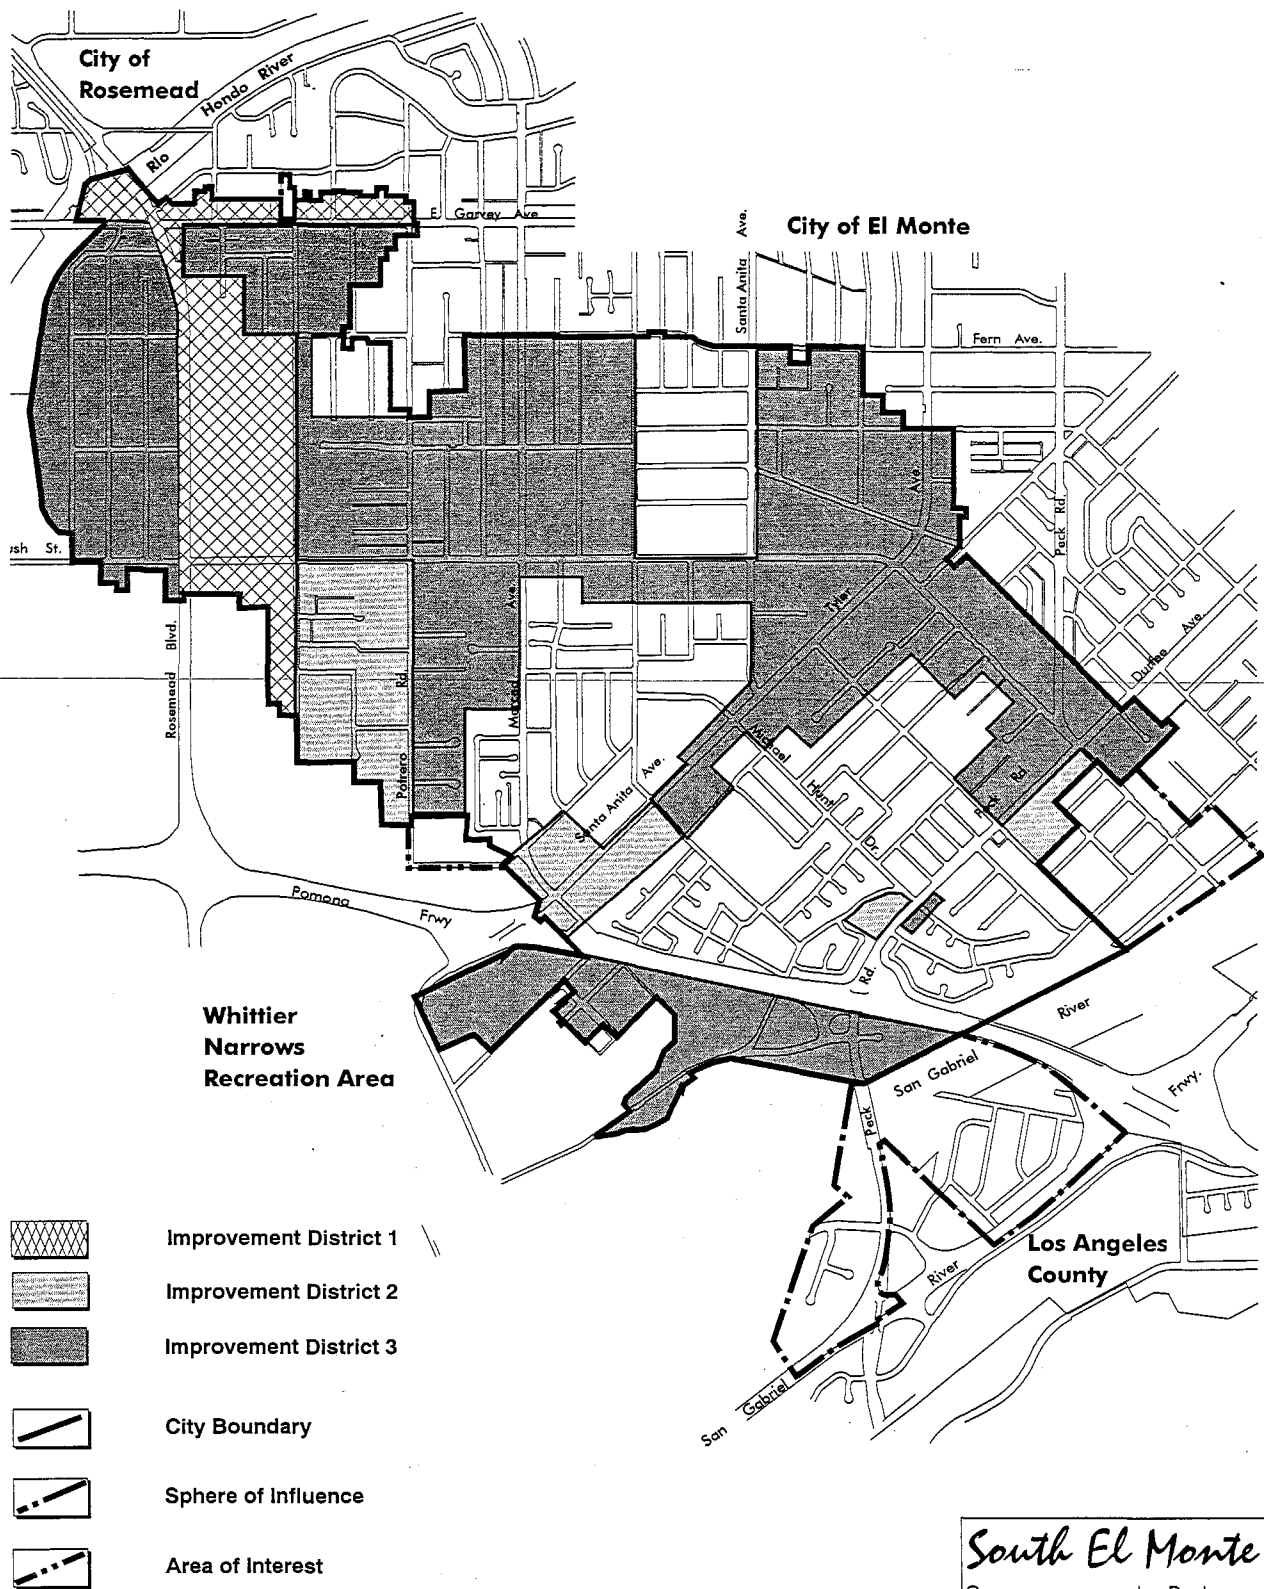 City of
Rosemead
Rio Hondo River
E. Garvey Ave
City of El Monte
Santa Anita Ave.
Fern Ave.
Peck Rd
Ave
St.
Tyler
Durfee Ave.
Rosemead Blvd.
Potrero Rd.
Merced Ave.
Michael Hunt Dr.
Santa Anita Ave.
Peck Rd.
Pomona Frwy
Rd.
Whittier
Narrows
Recreation Area
River
San Gabriel
Frwy.
Peck
Los Angeles
County
River
San Gabriel
Improvement District 1
Improvement District 2
Improvement District 3
City Boundary
Sphere of Influence
Area of Interest
South El Monte